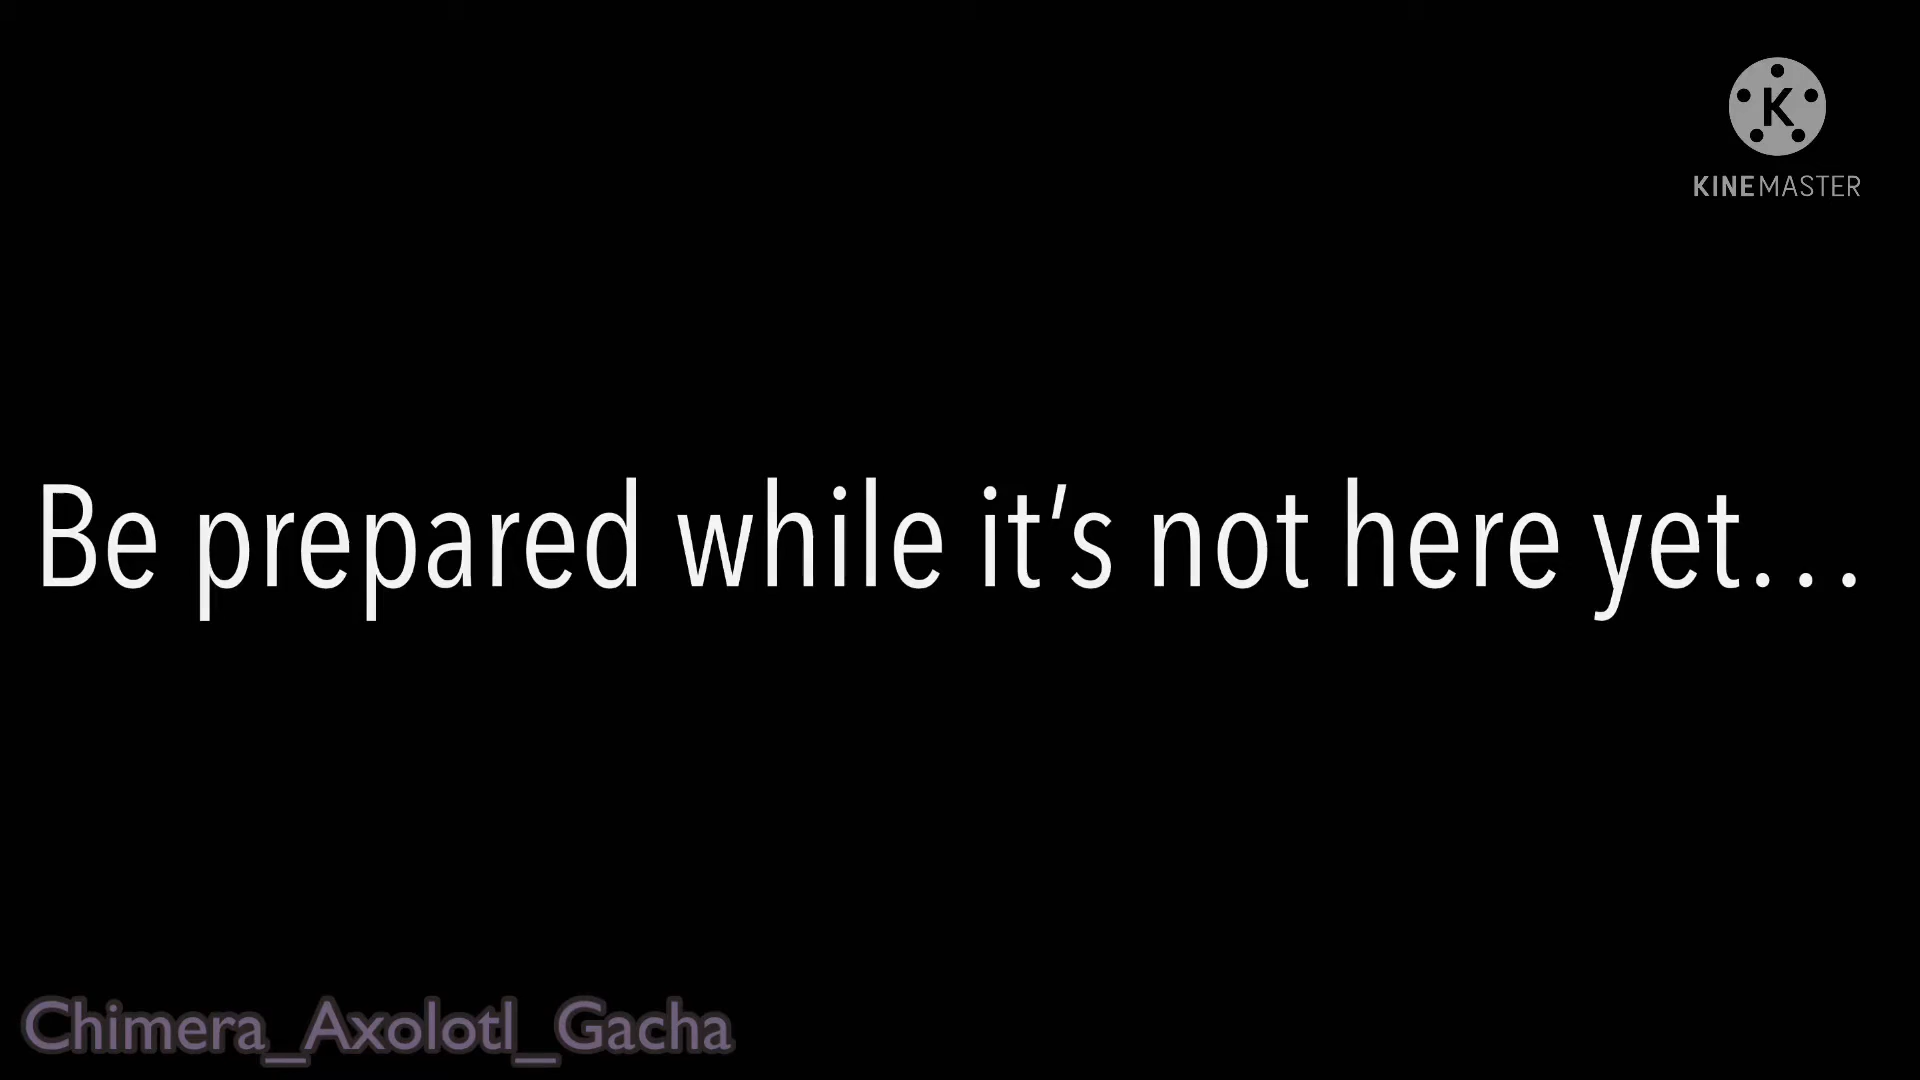 K
KINEMASTER
Be prepared while it's not here yet...
Chimera_Axolotl_Gacha